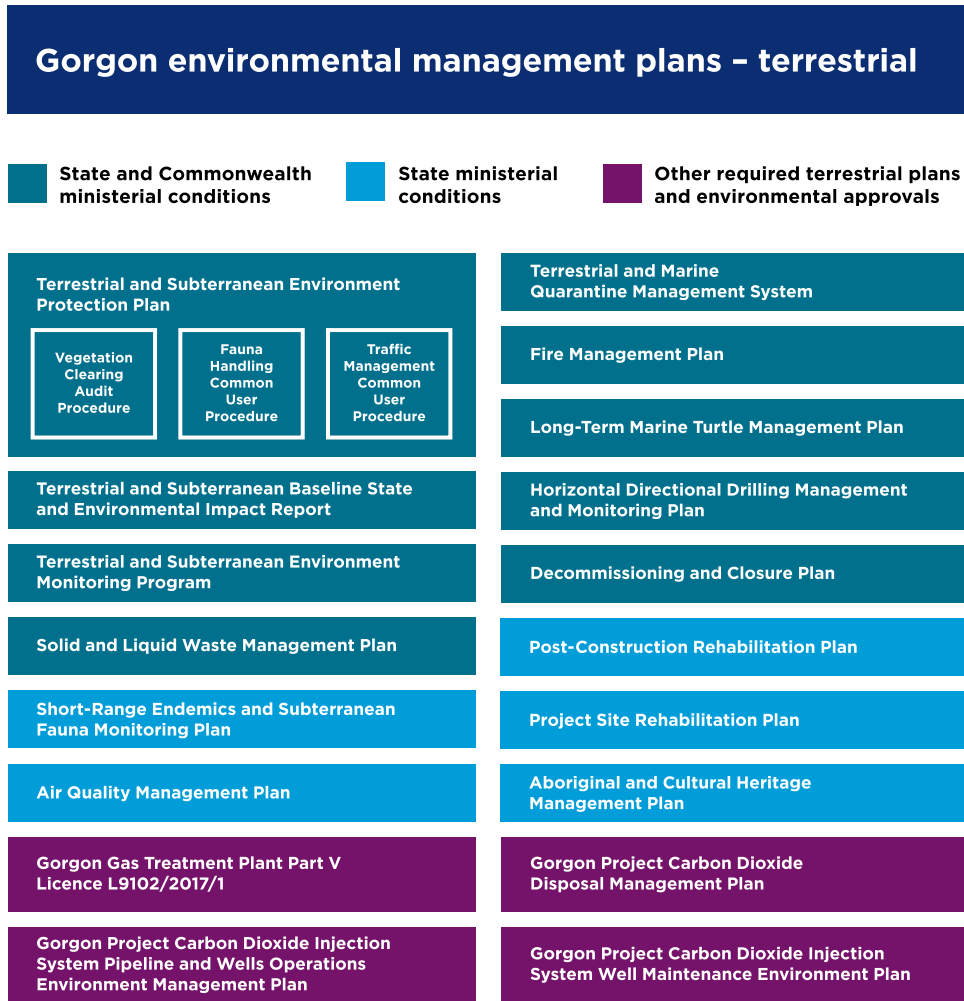 Gorgon environmental management plans – terrestrial
State and Commonwealth
ministerial conditions
State ministerial
conditions
Other required terrestrial plans
and environmental approvals
Terrestrial and Subterranean Environment
Protection Plan
Vegetation
Clearing
Audit
Procedure
Fauna
Handling
Common
User
Procedure
Traffic
Management
Common
User
Procedure
Terrestrial and Subterranean Baseline State
and Environmental Impact Report
Terrestrial and Subterranean Environment
Monitoring Program
Solid and Liquid Waste Management Plan
Short-Range Endemics and Subterranean
Fauna Monitoring Plan
Air Quality Management Plan
Gorgon Gas Treatment Plant Part V
Licence L9102/2017/1
Gorgon Project Carbon Dioxide Injection
System Pipeline and Wells Operations
Environment Management Plan
Terrestrial and Marine
Quarantine Management System
Fire Management Plan
Long-Term Marine Turtle Management Plan
Horizontal Directional Drilling Management
and Monitoring Plan
Decommissioning and Closure Plan
Post-Construction Rehabilitation Plan
Project Site Rehabilitation Plan
Aboriginal and Cultural Heritage
Management Plan
Gorgon Project Carbon Dioxide
Disposal Management Plan
Gorgon Project Carbon Dioxide Injection
System Well Maintenance Environment Plan